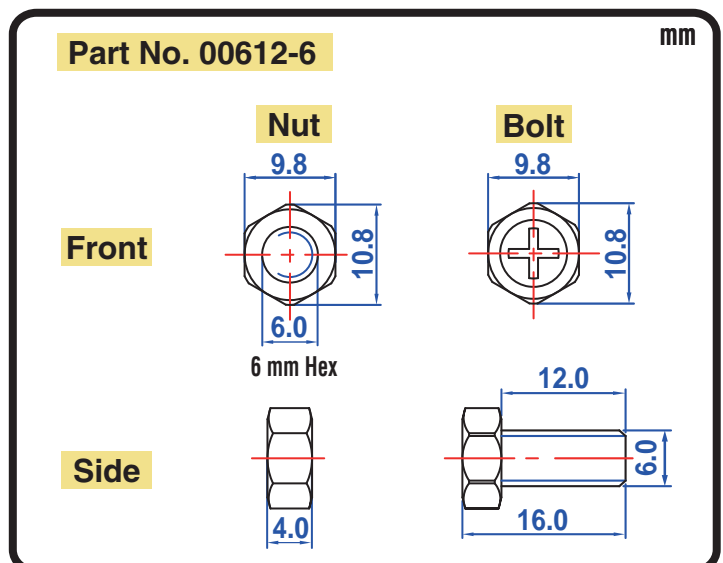 mm
Part No. 00612-6
Nut
Bolt
9.8
9.8
Front
10.8
10.8
6.0
6 mm Hex
12.0
Side
6.0
4.0
16.0